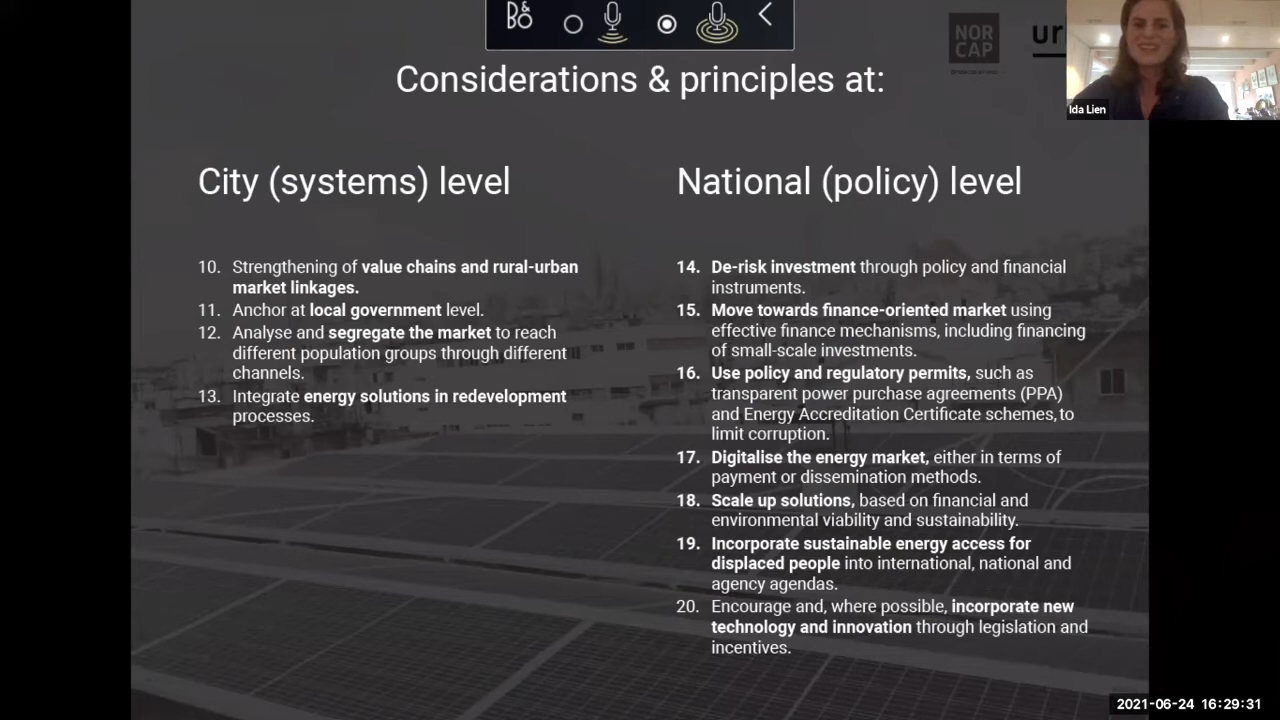 B&O
NOR
CAP
ur
Ida Lien
Considerations & principles at:
City (systems) level
10. Strengthening of value chains and rural-urban
market linkages.
11. Anchor at local government level.
12. Analyse and segregate the market to reach
different population groups through different
channels.
13. Integrate energy solutions in redevelopment
processes.
National (policy) level
14. De-risk investment through policy and financial
instruments.
15. Move towards finance-oriented market using
effective finance mechanisms, including financing
of small-scale investments.
16. Use policy and regulatory permits, such as
transparent power purchase agreements (PPA)
and Energy Accreditation Certificate schemes, to
limit corruption.
17. Digitalise the energy market, either in terms of
payment or dissemination methods.
18. Scale up solutions, based on financial and
environmental viability and sustainability.
19. Incorporate sustainable energy access for
displaced people into international, national and
agency agendas.
20. Encourage and, where possible, incorporate new
technology and innovation through legislation and
incentives.
2021-06-24 16:29:31